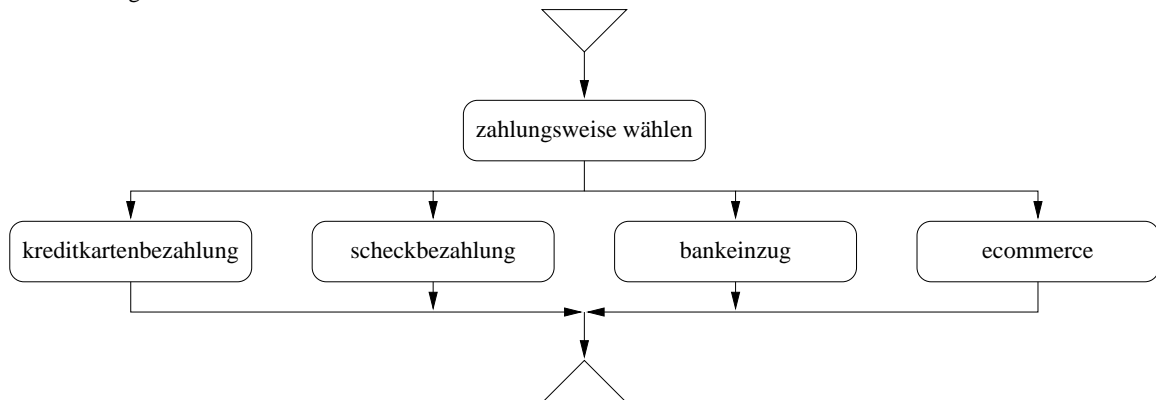 zahlungsweise wählen
kreditkartenbezahlung
scheckbezahlung
bankeinzug
ecommerce